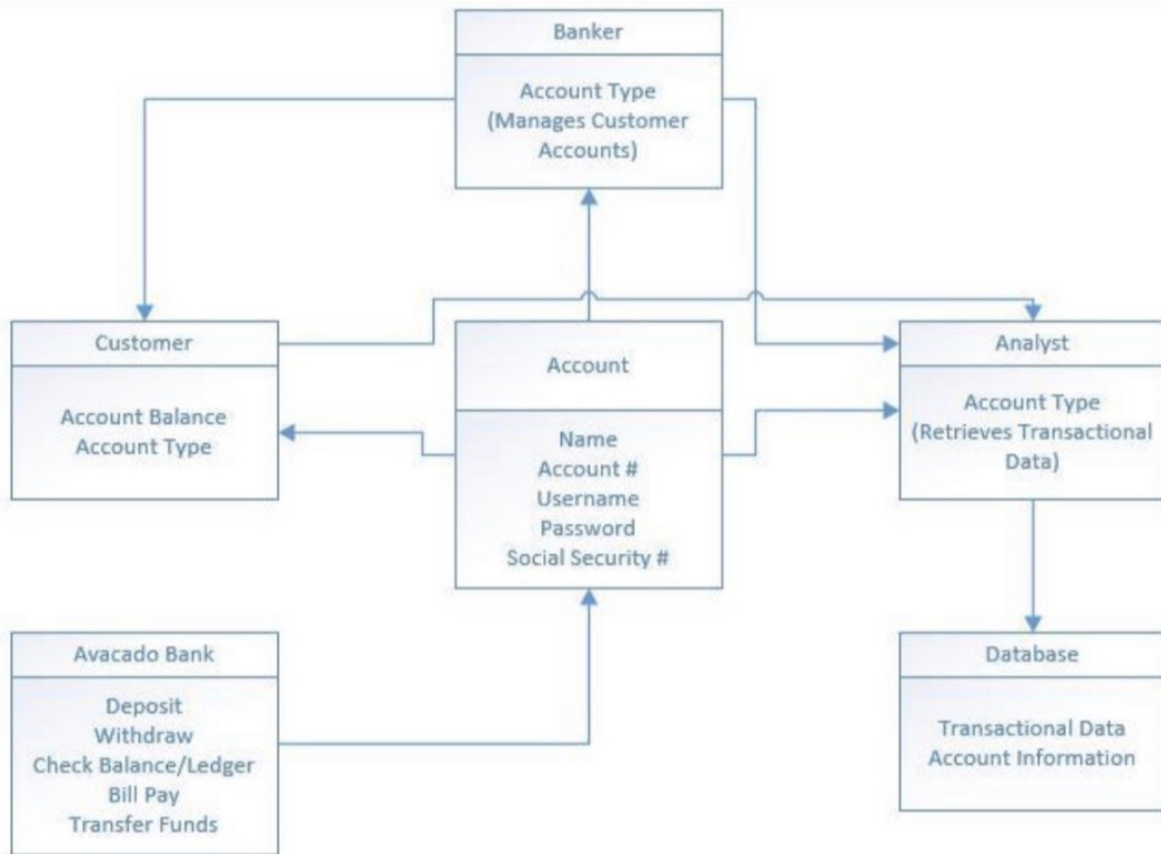 Banker
Account Type
(Manages Customer
Accounts)
Customer
Account Balance
Account Type
Account
Name
Account #
Username
Password
Social Security #
Analyst
Account Type
(Retrieves Transactional
Data)
Avacado Bank
Deposit
Withdraw
Check Balance/Ledger
Bill Pay
Transfer Funds
Database
Transactional Data
Account Information